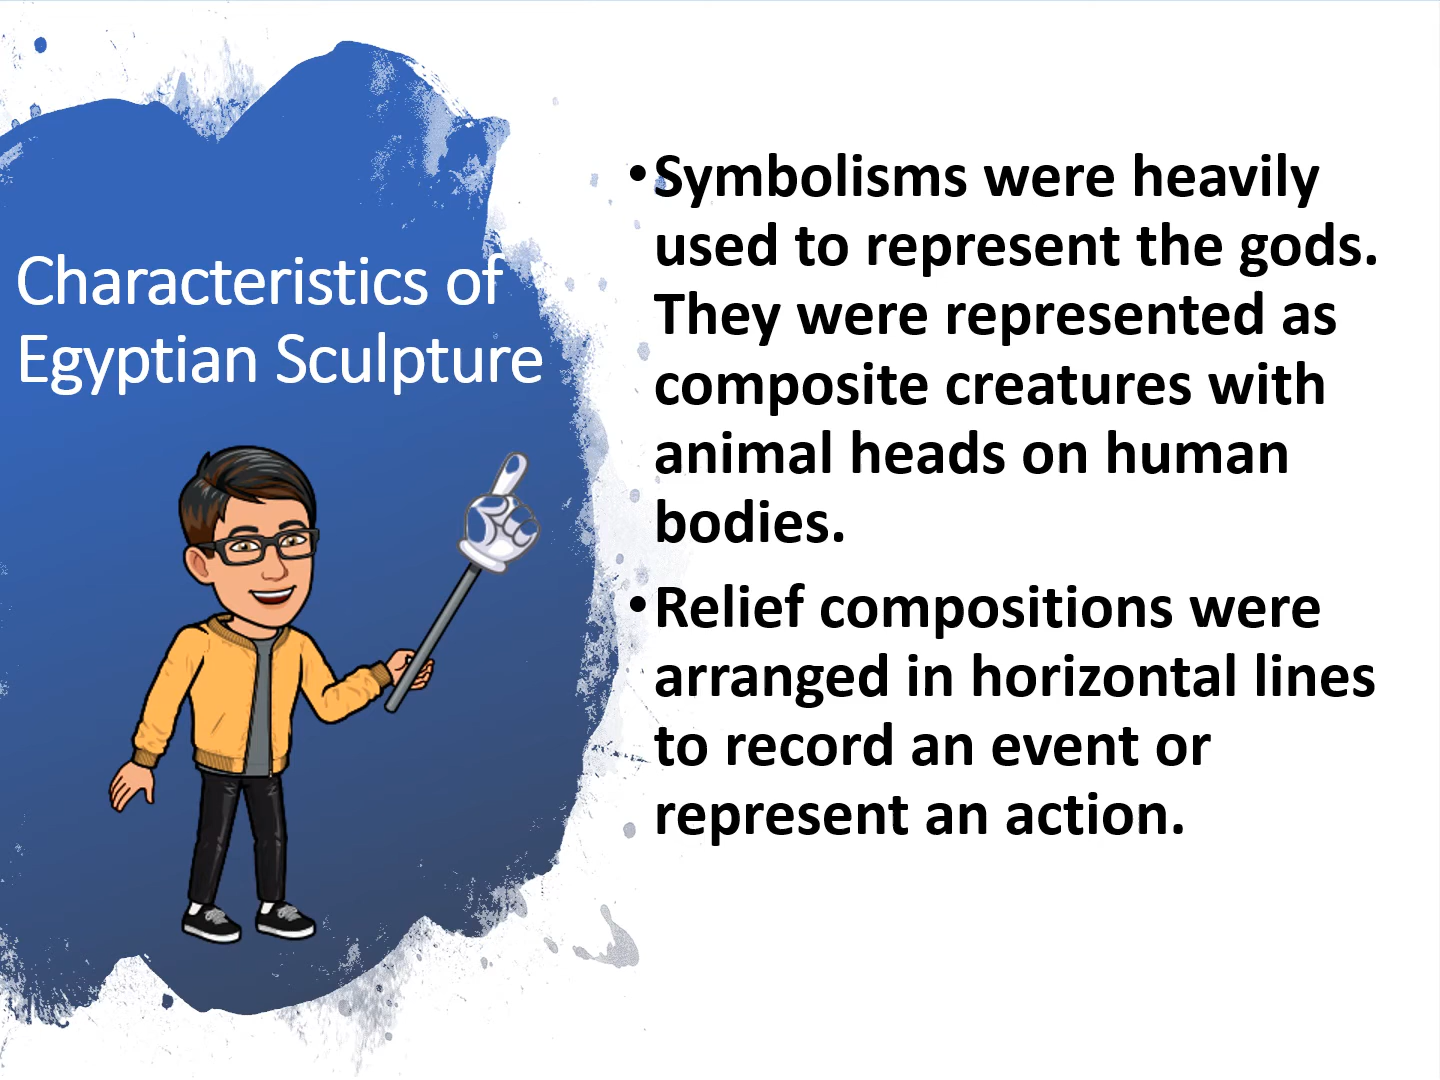 Characteristics of
Egyptian Sculpture
•Symbolisms were heavily
used to represent the gods.
They were represented as
composite creatures with
animal heads on human
bodies.
•Relief compositions were
arranged in horizontal lines
to record an event or
represent an action.